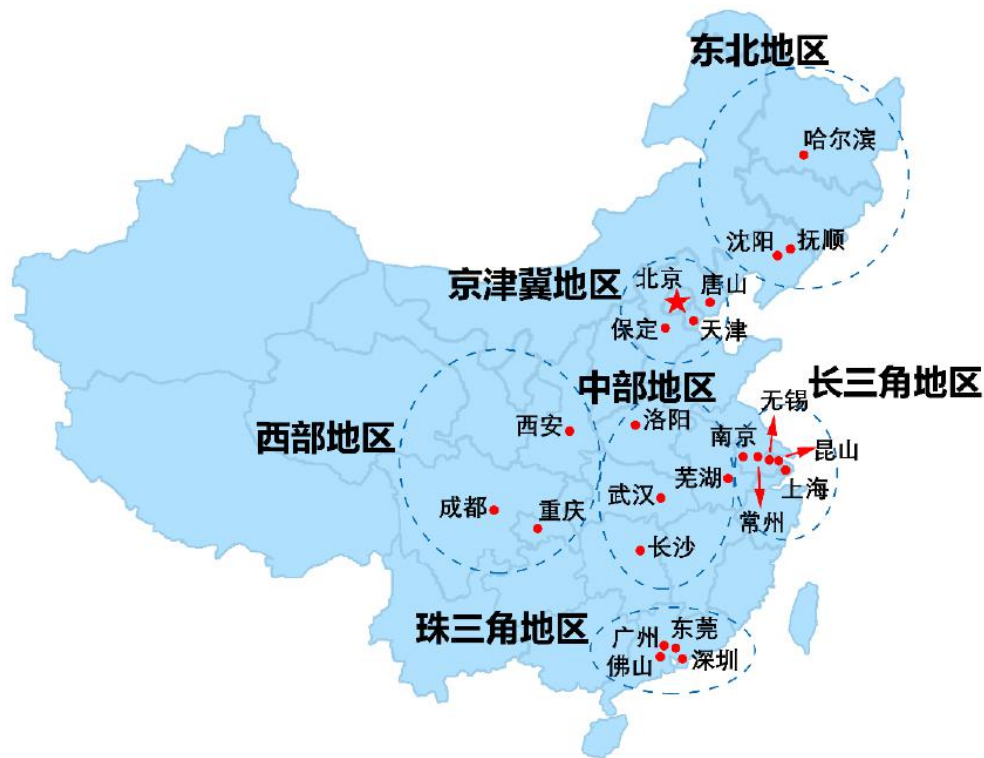 东北地区
哈尔滨
沈阳
抚顺
京津冀地区
北京
唐山
保定
天津
中部地区
长三角地区
西部地区
西安
洛阳
无锡
南京
昆山
芜湖
上海
武汉
成都
重庆
常州
长沙
珠三角地区
广州
东莞
佛山
深圳